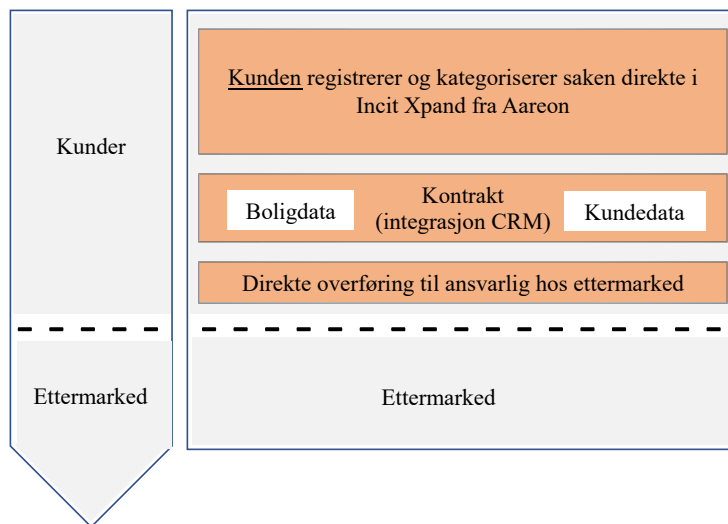 Kunder
Ettermarked
Kunden registrerer og kategoriserer saken direkte i
Incit Xpand fra Aareon
Boligdata
Kontrakt
(integrasjon CRM)
Kundedata
Direkte overføring til ansvarlig hos ettermarked
Ettermarked